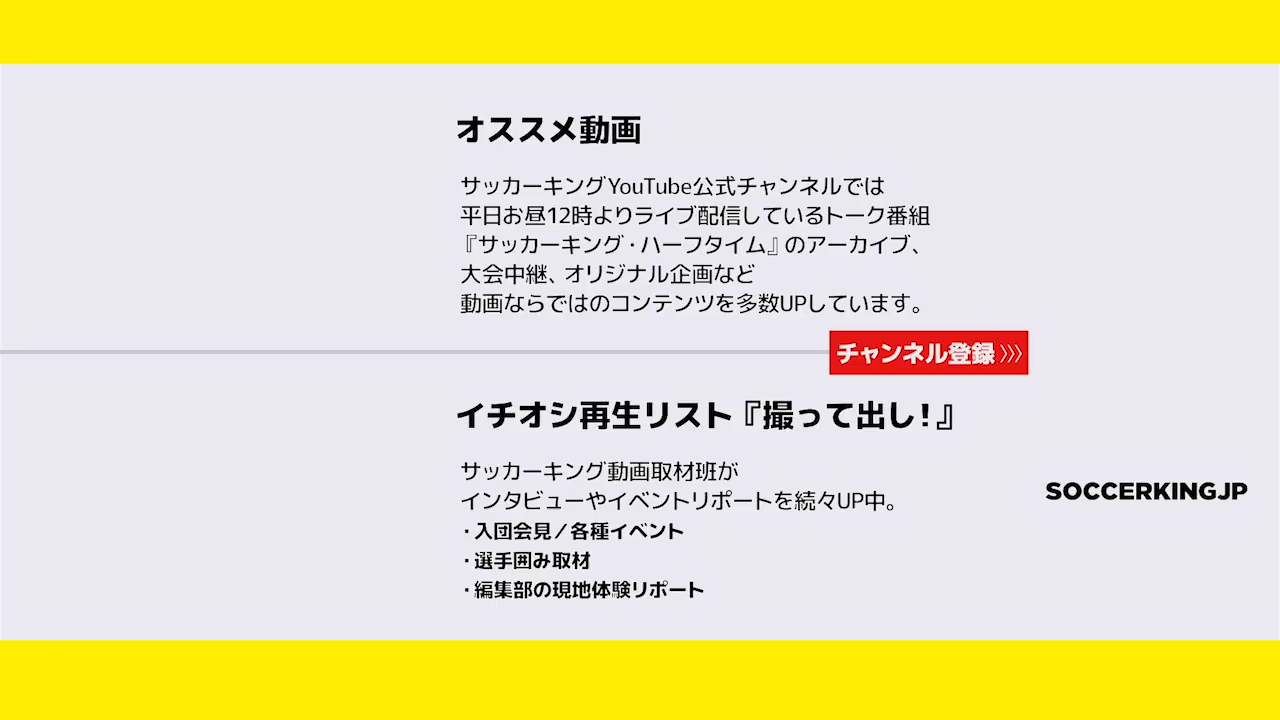 オススメ動画
サッカーキングYouTube公式チャンネルでは
平日お昼12時よりライブ配信しているトーク番組
『サッカーキング・ハーフタイム』のアーカイブ、
大会中継、オリジナル企画など
動画ならではのコンテンツを多数UPしています。
チャンネル登録 》》》
イチオシ再生リスト『撮って出し!』
サッカーキング動画取材班が
インタビューやイベントリポートを続々UP中。
・入団会見／各種イベント
・選手囲み取材
・編集部の現地体験リポート
SOCCERKINGJP